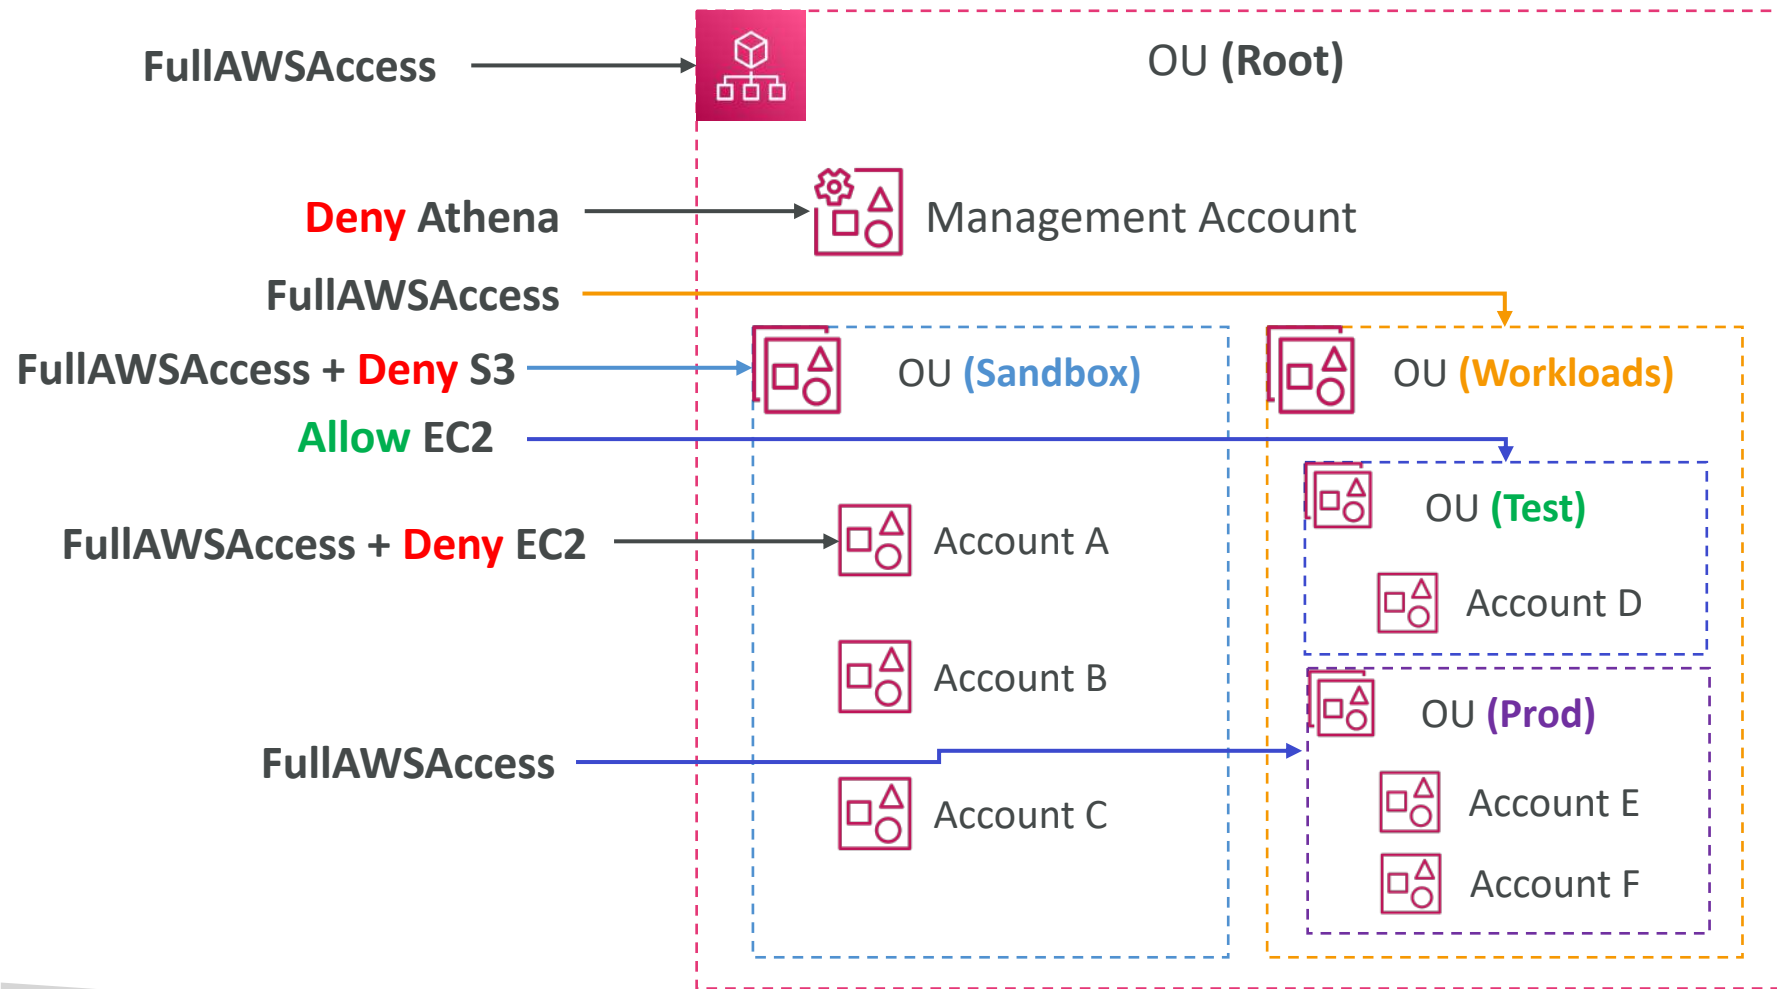 FullAWSAccess
OU (Root)
Deny Athena
Management Account
FullAWSAccess
FullAWSAccess + Deny S3
OU (Sandbox)
OU (Workloads)
Allow EC2
OU (Test)
FullAWSAccess + Deny EC2
Account A
Account D
Account B
OU (Prod)
FullAWSAccess
Account C
Account E
Account F